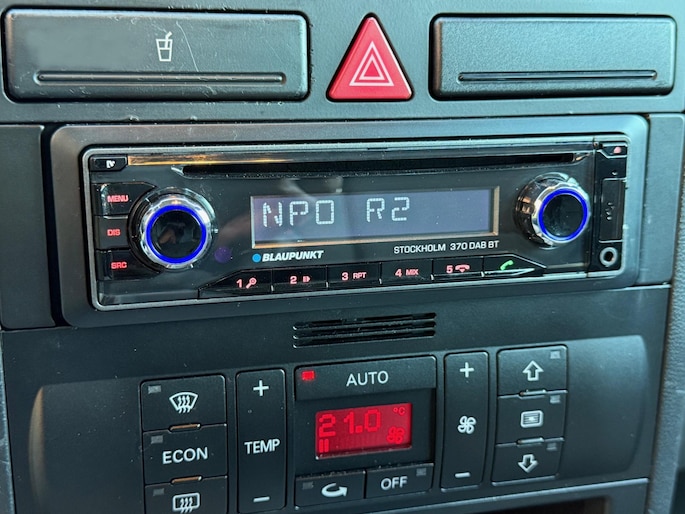 NPO R2
MENU
DIS
SRC
BLAUPUNKT
STOCKHOLM 370 DAB BT
1
2
3 RPT
4 MIX
5
AUTO
+
+
21.0 °C
TEMP
ECON
-
-
OFF